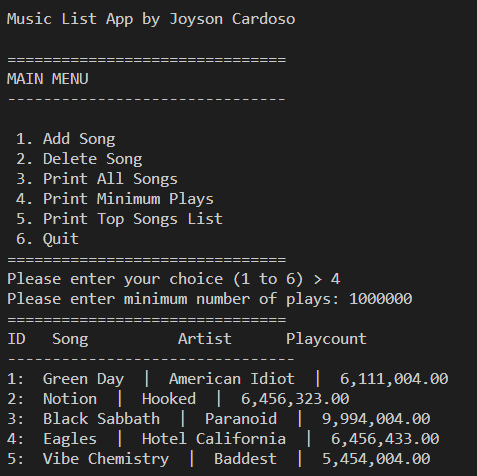 Music List App by Joyson Cardoso
===============================
MAIN MENU
-------------------------------
1. Add Song
2. Delete Song
3. Print All Songs
4. Print Minimum Plays
5. Print Top Songs List
6. Quit
===============================
Please enter your choice (1 to 6) > 4
Please enter minimum number of plays: 1000000
===============================
ID   Song          Artist      Playcount
--------------------------------
1:  Green Day  |  American Idiot  |  6,111,004.00
2:  Notion  |  Hooked  |  6,456,323.00
3:  Black Sabbath  |  Paranoid  |  9,994,004.00
4:  Eagles  |  Hotel California  |  6,456,433.00
5:  Vibe Chemistry  |  Baddest  |  5,454,004.00